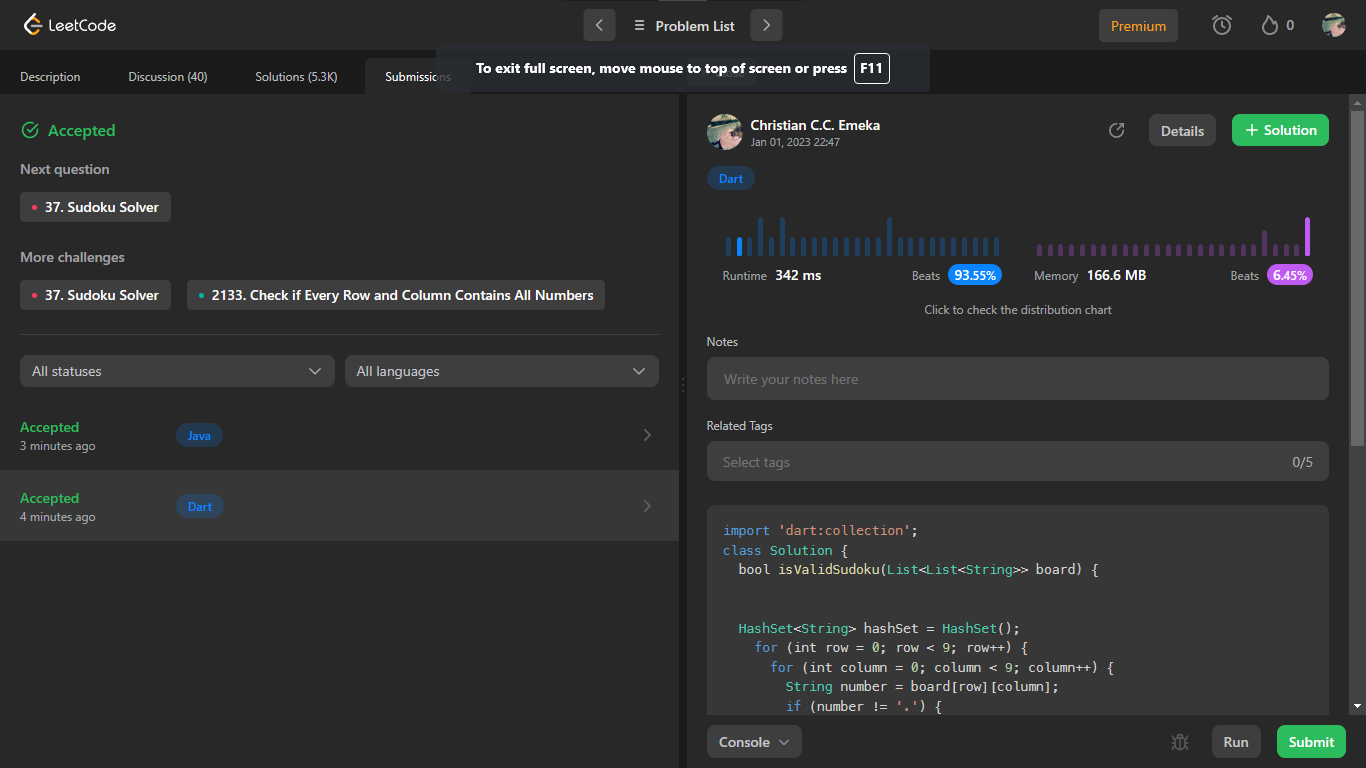 LeetCode
Problem List
Premium
0
To exit full screen, move mouse to top of screen or press F11
Description
Discussion (40)
Solutions (5.3K)
Submissions
Accepted
Next question
37. Sudoku Solver
More challenges
37. Sudoku Solver
2133. Check if Every Row and Column Contains All Numbers
All statuses
All languages
Accepted
3 minutes ago
Java
Accepted
4 minutes ago
Dart
Christian C.C. Emeka
Jan 01, 2023 22:47
Details
+ Solution
Dart
Runtime 342 ms
Beats 93.55%
Memory 166.6 MB
Beats 6.45%
Click to check the distribution chart
Notes
Write your notes here
Related Tags
Select tags
0/5
import 'dart:collection';
class Solution {
bool isValidSudoku(List<List<String>> board) {
HashSet<String> hashSet = HashSet();
for (int row = 0; row < 9; row++) {
for (int column = 0; column < 9; column++) {
String number = board[row][column];
if (number != '.') {
Console
Run
Submit